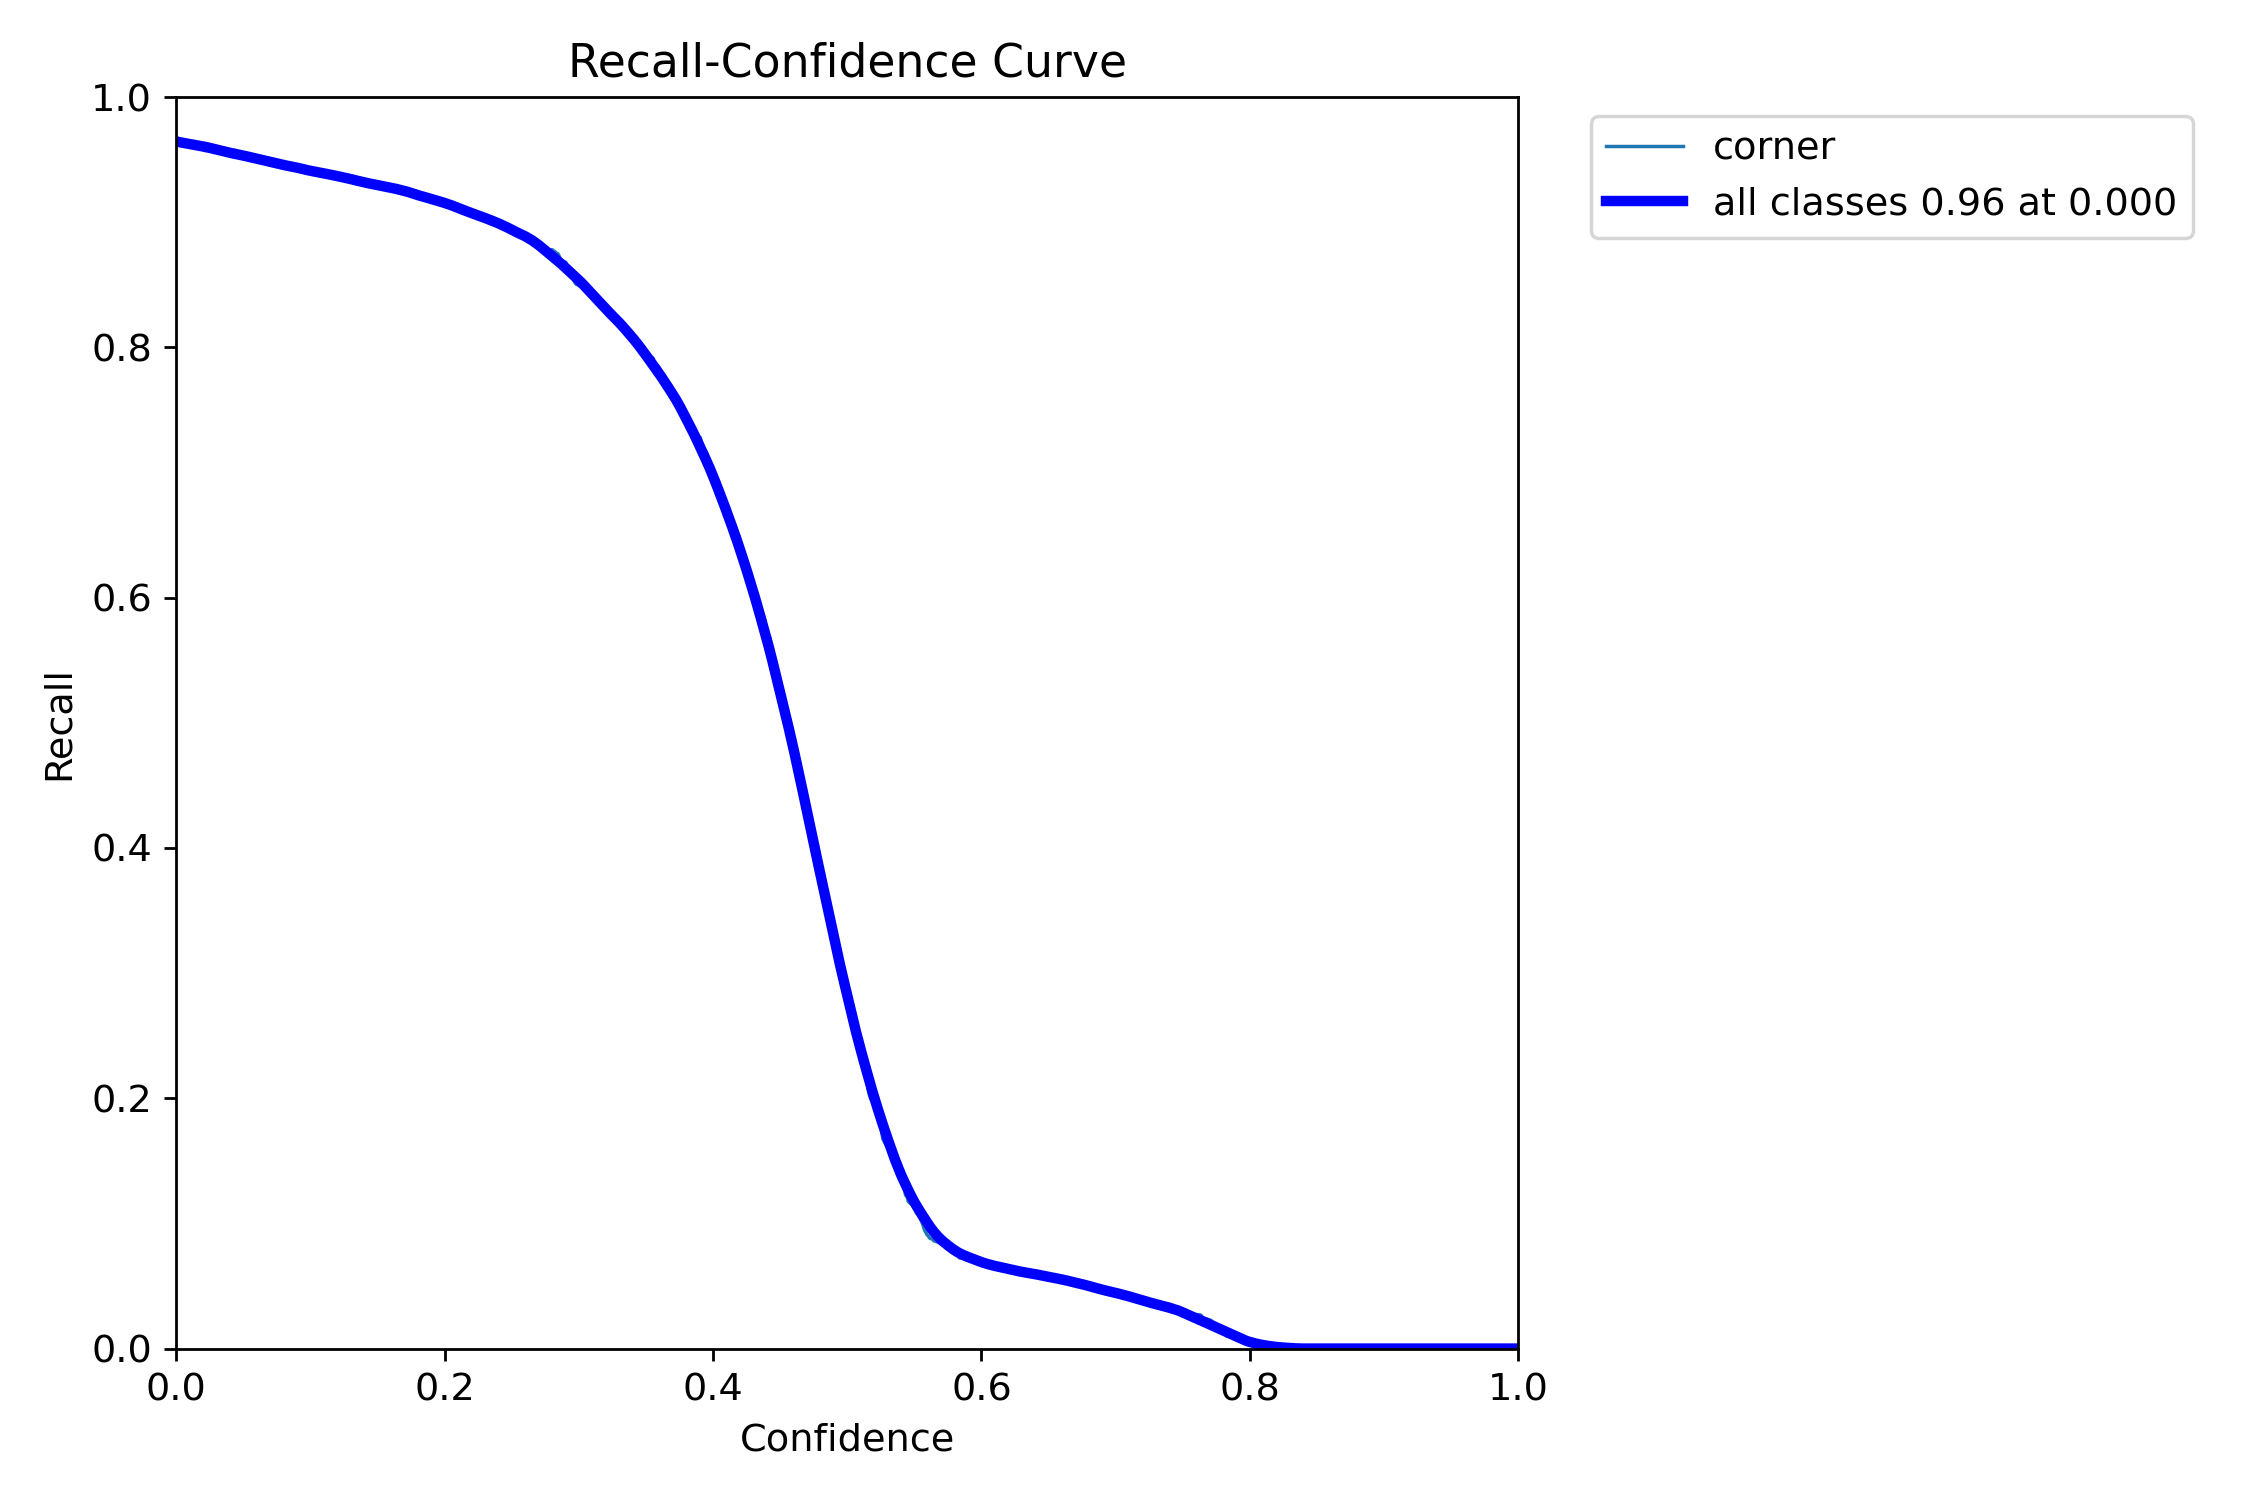 Recall-Confidence Curve
1.0
0.8
0.6
0.4
0.2
0.0
Recall
0.0 0.2 0.4 0.6 0.8 1.0
Confidence
corner
all classes 0.96 at 0.000